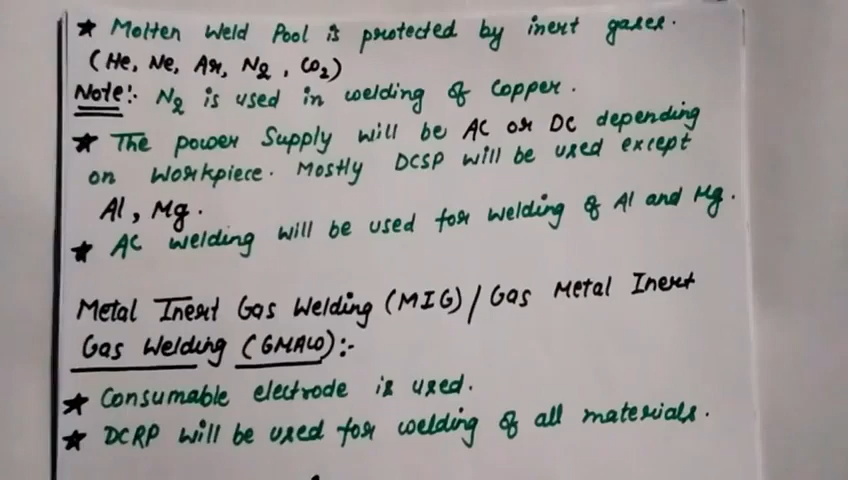 ★ Molten Weld Pool is protected by inert gases.
(He, Ne, Ar, N2, CO2)
Note:- N2 is used in welding of Copper.
★ The power Supply will be AC or DC depending
on Workpiece. Mostly DCSP will be used except
Al, Mg.
★ AC welding will be used for welding of Al and Mg.
Metal Inert Gas Welding (MIG) / Gas Metal Inert
Gas Welding (GMAW):-
★ Consumable electrode is used.
★ DCRP will be used for welding of all materials.